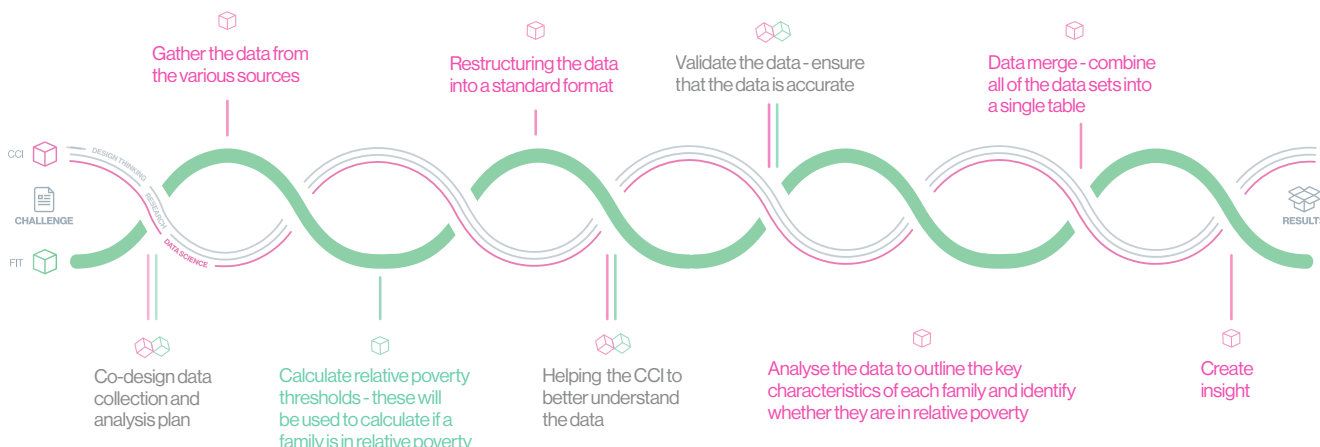 Gather the data from
the various sources
Restructuring the data
into a standard format
Validate the data - ensure
that the data is accurate
Data merge - combine
all of the data sets into
a single table
CCI
DESIGN THINKING
RESEARCH
DATA SCIENCE
CHALLENGE
FIT
RESULTS
Co-design data
collection and
analysis plan
Calculate relative poverty
thresholds - these will
be used to calculate if a
family is in relative poverty
Helping the CCI to
better understand
the data
Analyse the data to outline the key
characteristics of each family and identify
whether they are in relative poverty
Create
insight